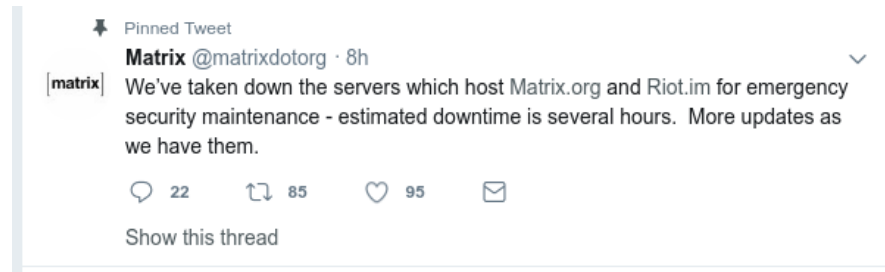 Pinned Tweet
Matrix @matrixdotorg · 8h
[matrix]
We've taken down the servers which host Matrix.org and Riot.im for emergency
security maintenance - estimated downtime is several hours.  More updates as
we have them.
22 85 95
Show this thread